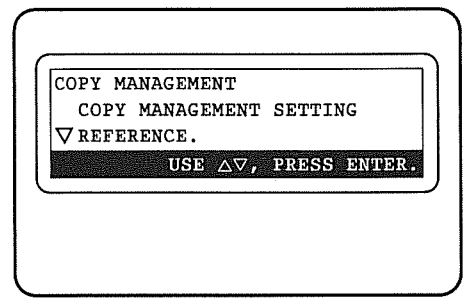 COPY MANAGEMENT
COPY MANAGEMENT SETTING
▽REFERENCE.
USE △▽, PRESS ENTER.